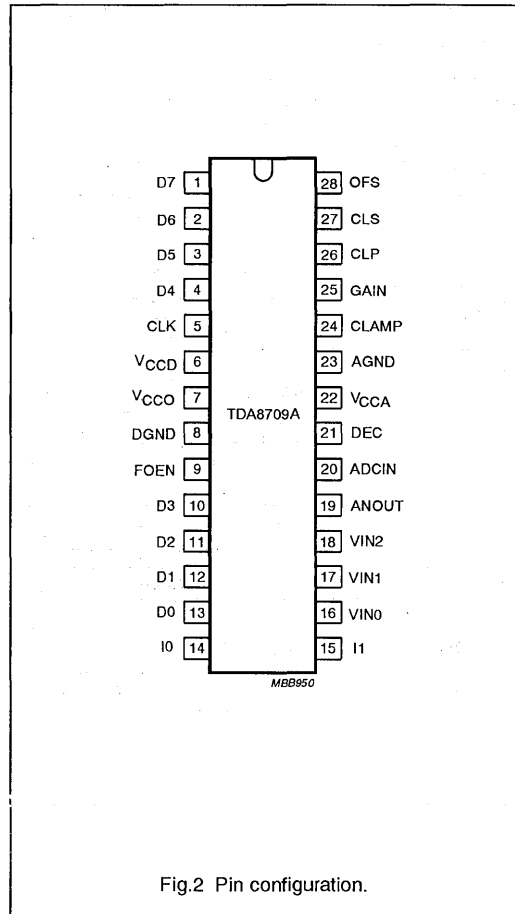 D7 1 28 OFS
D6 2 27 CLS
D5 3 26 CLP
D4 4 25 GAIN
CLK 5 24 CLAMP
VCCD 6 23 AGND
VCCO 7 22 VCCA
TDA8709A
DGND 8 21 DEC
FOEN 9 20 ADCIN
D3 10 19 ANOUT
D2 11 18 VIN2
D1 12 17 VIN1
D0 13 16 VIN0
I0 14 15 I1
MBB950
Fig.2 Pin configuration.